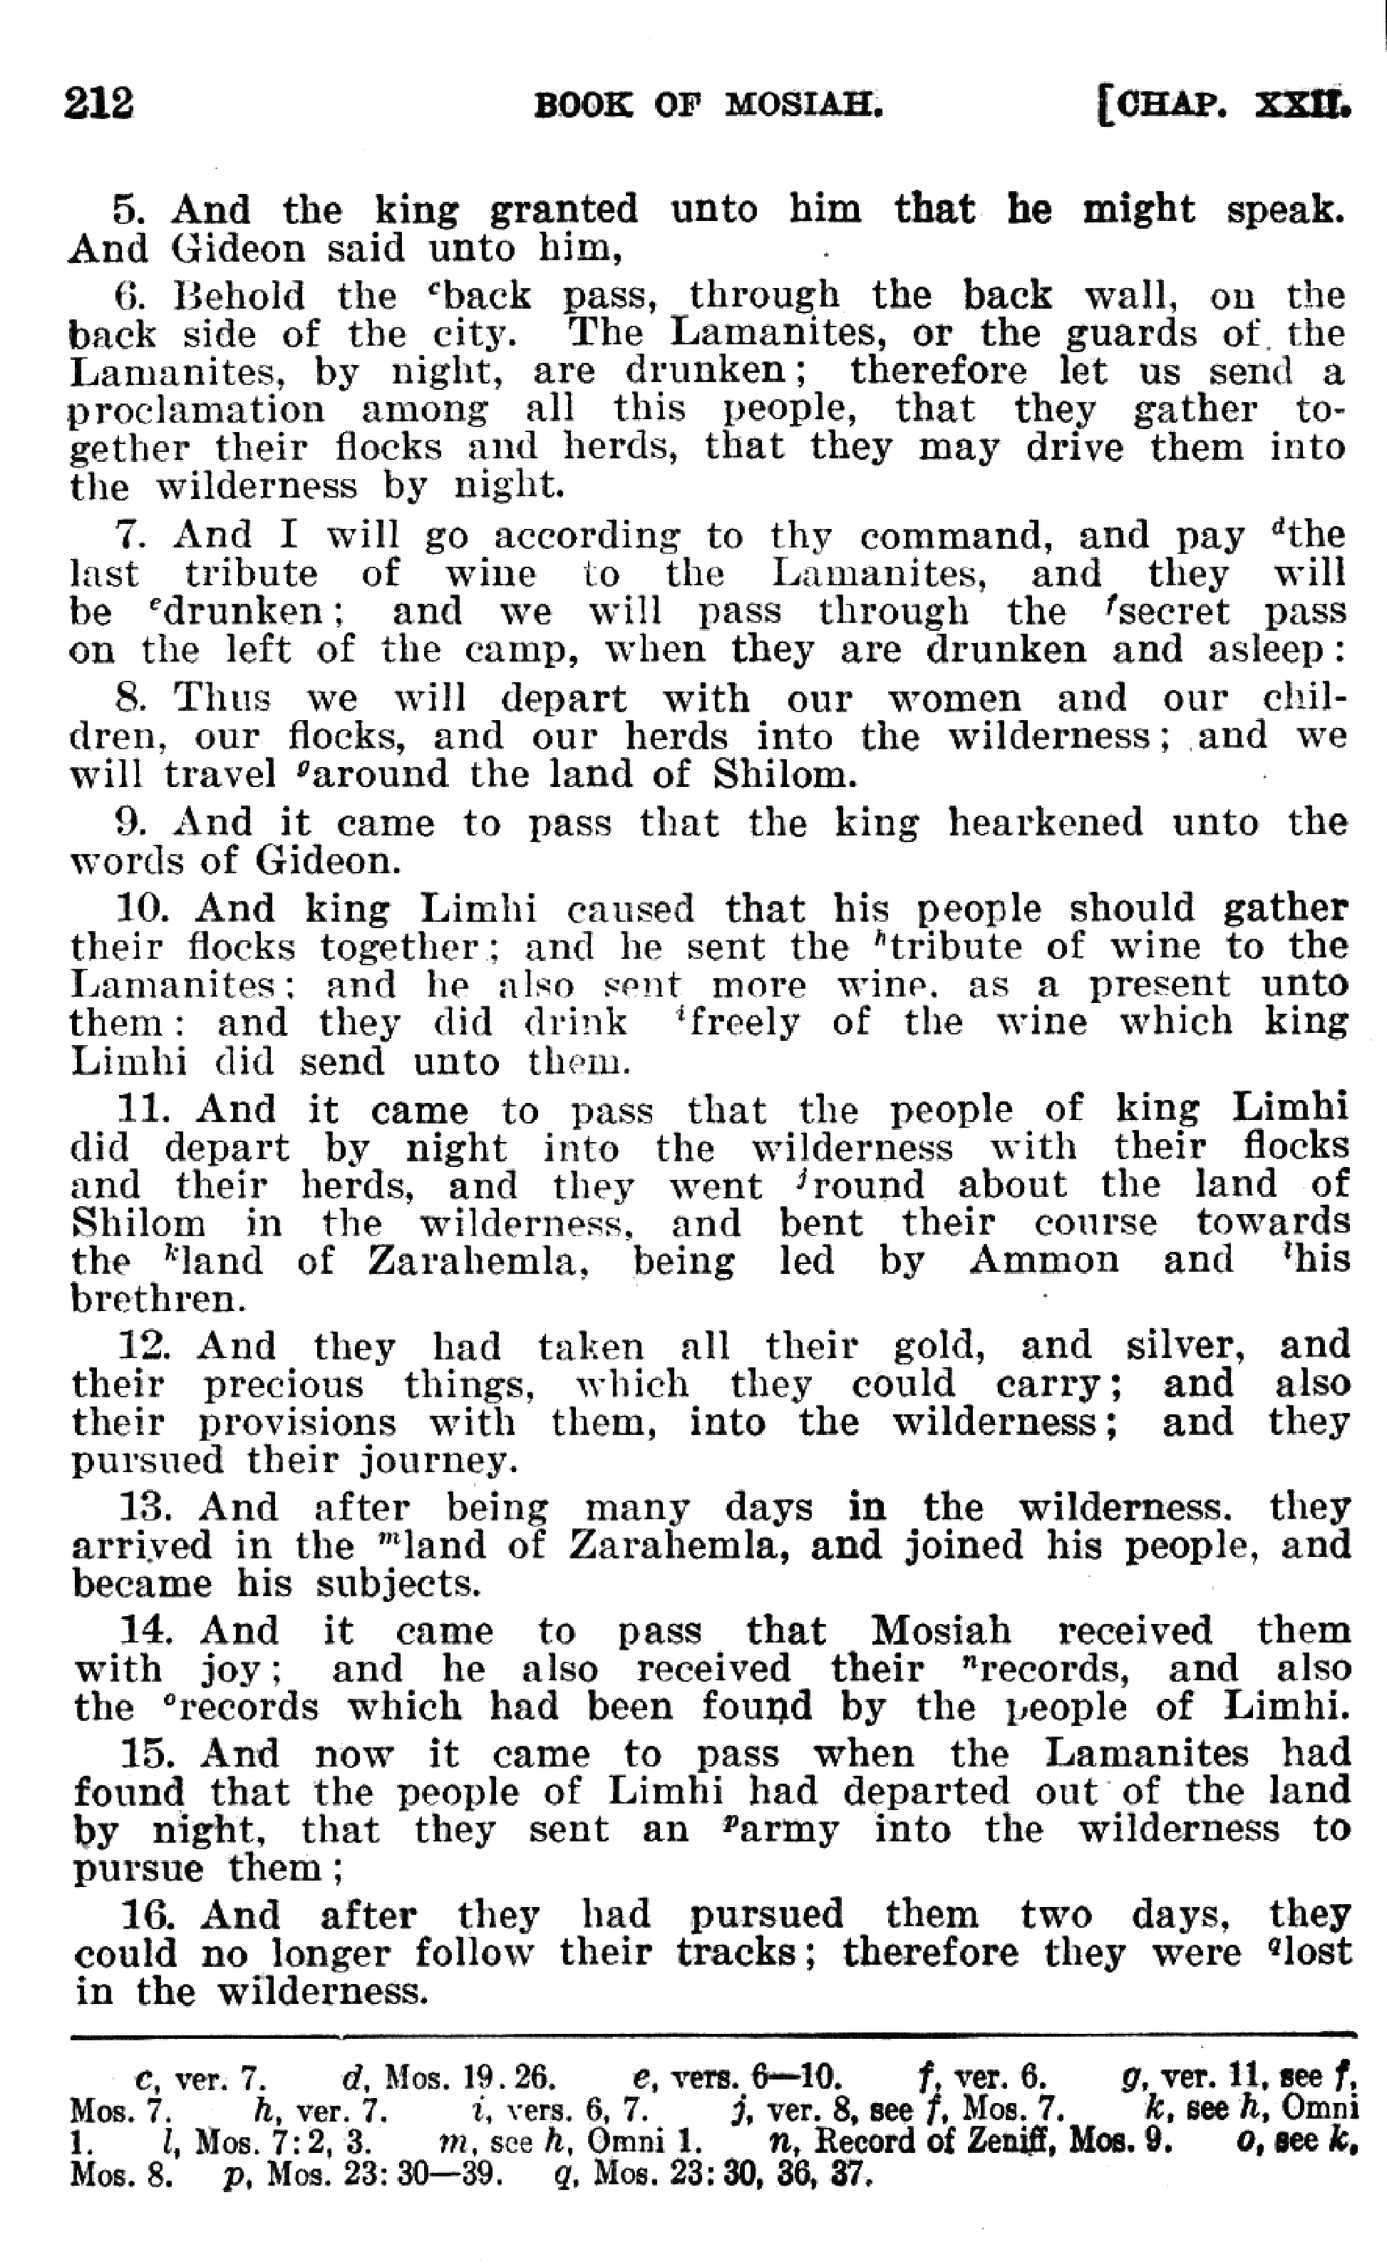 212 BOOK OF MOSIAH. [CHAP. XXII.
5. And the king granted unto him that he might speak.
And Gideon said unto him,
6. Behold the ᶜback pass, through the back wall, on the
back side of the city. The Lamanites, or the guards of the
Lamanites, by night, are drunken; therefore let us send a
proclamation among all this people, that they gather to-
gether their flocks and herds, that they may drive them into
the wilderness by night.
7. And I will go according to thy command, and pay ᵈthe
last tribute of wine to the Lamanites, and they will
be ᵉdrunken; and we will pass through the ᶠsecret pass
on the left of the camp, when they are drunken and asleep:
8. Thus we will depart with our women and our chil-
dren, our flocks, and our herds into the wilderness; and we
will travel ᵍaround the land of Shilom.
9. And it came to pass that the king hearkened unto the
words of Gideon.
10. And king Limhi caused that his people should gather
their flocks together; and he sent the ʰtribute of wine to the
Lamanites; and he also sent more wine, as a present unto
them: and they did drink ⁱfreely of the wine which king
Limhi did send unto them.
11. And it came to pass that the people of king Limhi
did depart by night into the wilderness with their flocks
and their herds, and they went ʲround about the land of
Shilom in the wilderness, and bent their course towards
the ᵏland of Zarahemla, being led by Ammon and ˡhis
brethren.
12. And they had taken all their gold, and silver, and
their precious things, which they could carry; and also
their provisions with them, into the wilderness; and they
pursued their journey.
13. And after being many days in the wilderness, they
arrived in the ᵐland of Zarahemla, and joined his people, and
became his subjects.
14. And it came to pass that Mosiah received them
with joy; and he also received their ⁿrecords, and also
the ᵒrecords which had been found by the people of Limhi.
15. And now it came to pass when the Lamanites had
found that the people of Limhi had departed out of the land
by night, that they sent an ᵖarmy into the wilderness to
pursue them;
16. And after they had pursued them two days, they
could no longer follow their tracks; therefore they were 𐞥lost
in the wilderness.
c, ver. 7. d, Mos. 19.26. e, vers. 6—10. f, ver. 6. g, ver. 11, see f,
Mos. 7. h, ver. 7. i, vers. 6, 7. j, ver. 8, see f, Mos. 7. k, see h, Omni
1. l, Mos. 7:2, 3. m, see h, Omni 1. n, Record of Zeniff, Mos. 9. o, see k,
Mos. 8. p, Mos. 23:30—39. q, Mos. 23:30, 36, 37.